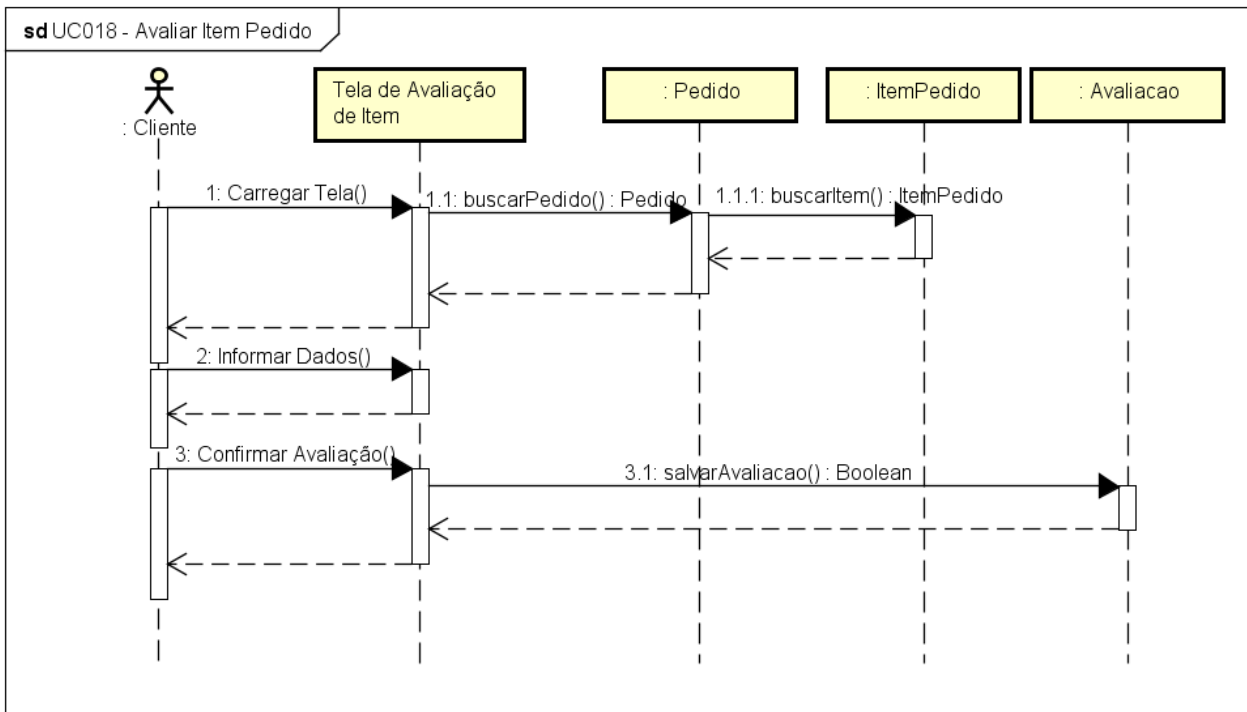 sd UC018 - Avaliar Item Pedido
: Cliente
Tela de Avaliação
de Item
: Pedido
: ItemPedido
: Avaliacao
1: Carregar Tela()
1.1: buscarPedido() : Pedido
1.1.1: buscarItem() : ItemPedido
2: Informar Dados()
3: Confirmar Avaliação()
3.1: salvarAvaliacao() : Boolean